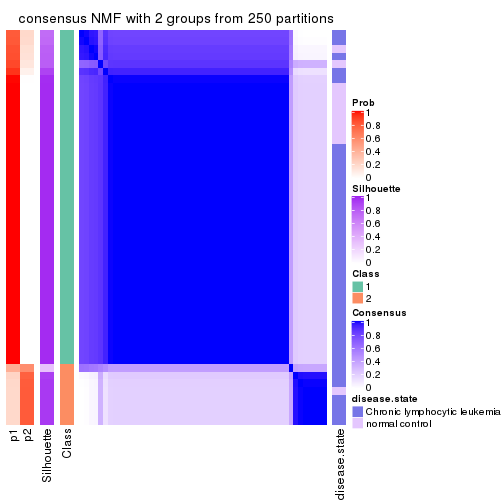 consensus NMF with 2 groups from 250 partitions
Prob
1
0.8
0.6
0.4
0.2
0
Silhouette
1
0.8
0.6
0.4
0.2
0
Class
1
2
Consensus
1
0.8
0.6
0.4
0.2
0
disease.state
Chronic lymphocytic leukemia
normal control
p1
p2
Silhouette
Class
disease.state